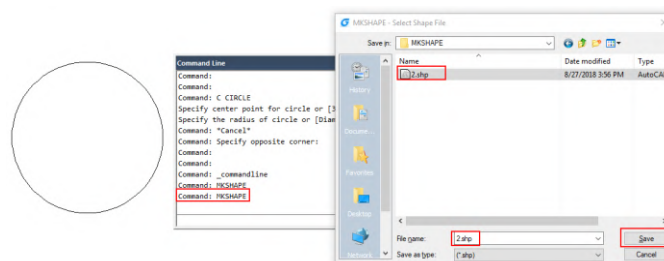 MKSHAPE - Select Shape File
Save in:
MKSHAPE
Name
Date modified
Type
2.shp
8/27/2018 3:56 PM
AutoCA
History
Docume...
Favorites
Desktop
Network
File name:
2.shp
Save
Save as type:
(*.shp)
Cancel
Command Line
Command:
Command:
Command: C CIRCLE
Specify center point for circle or [3
Specify the radius of circle or [Diam
Command: *Cancel*
Command: Specify opposite corner:
Command:
Command:
Command: _commandline
Command: MKSHAPE
Command: MKSHAPE